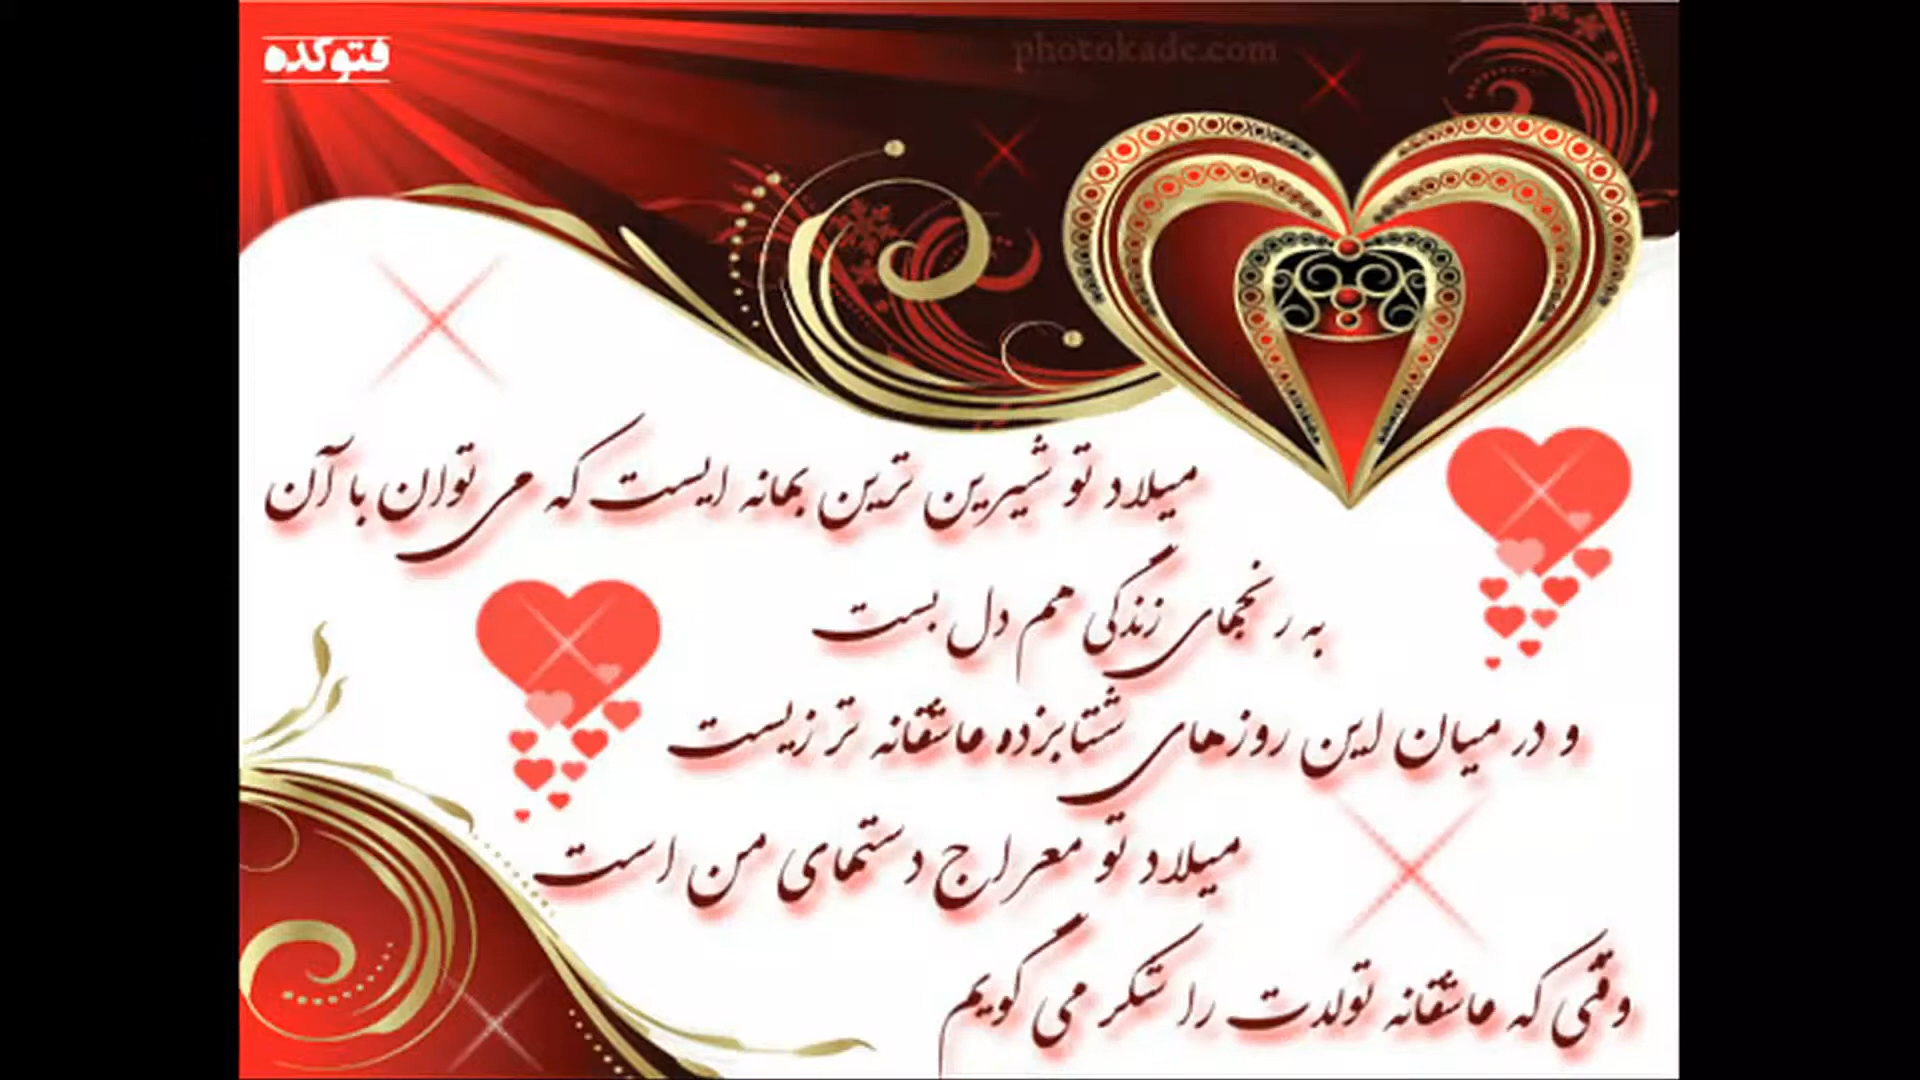 فتوکده
photokade.com
میلاد تو شیرین ترین بهانه ایست که می توان با آن
به رنجهای زندگی هم دل بست
و در میان این روزهای شتابزده عاشقانه تر زیست
میلاد تو معراج دستهای من است
وقتی که عاشقانه تولدت را شکر می گویم